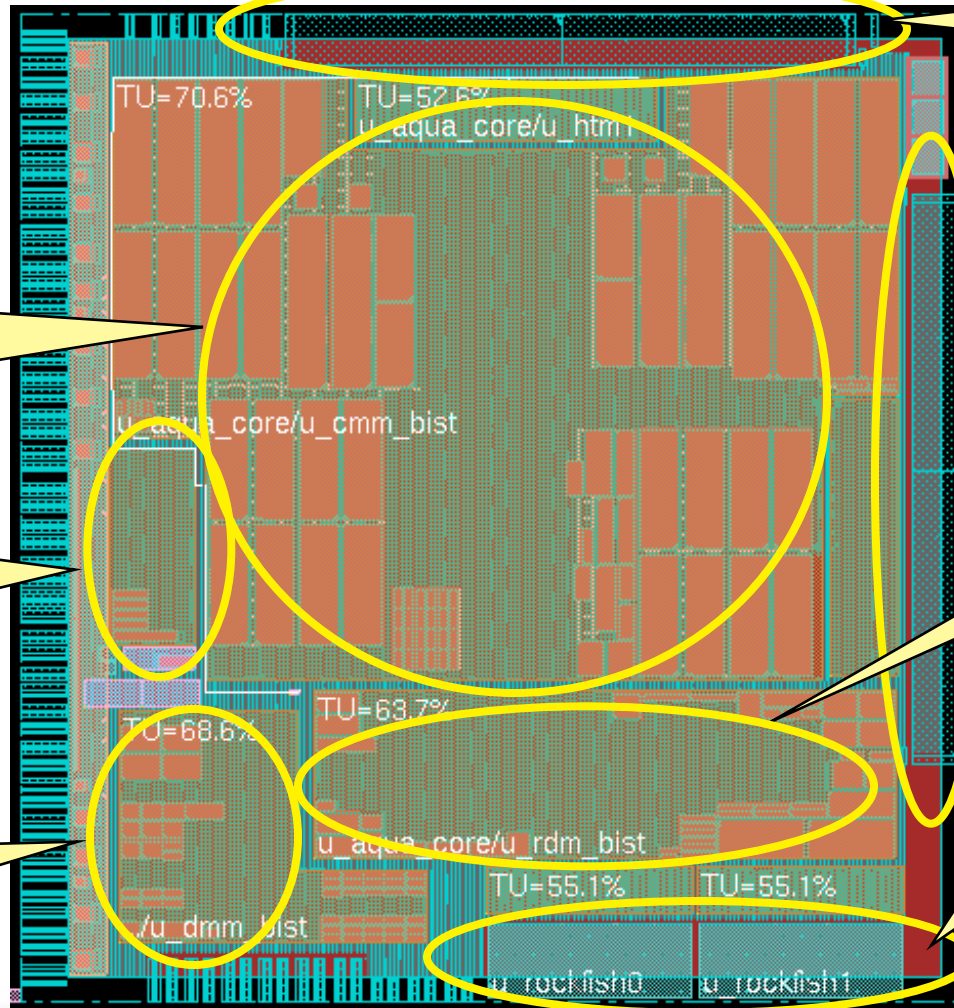 TU=70.6%
TU=52.6%
u_aqua_core/u_htm1
u_aqua_core/u_cmm_bist
TU=63.7%
TU=68.6%
u_aqua_core/u_rdm_bist
TU=55.1%
TU=55.1%
../u_dmm_bist
u_rockfish0
u_rockfish1